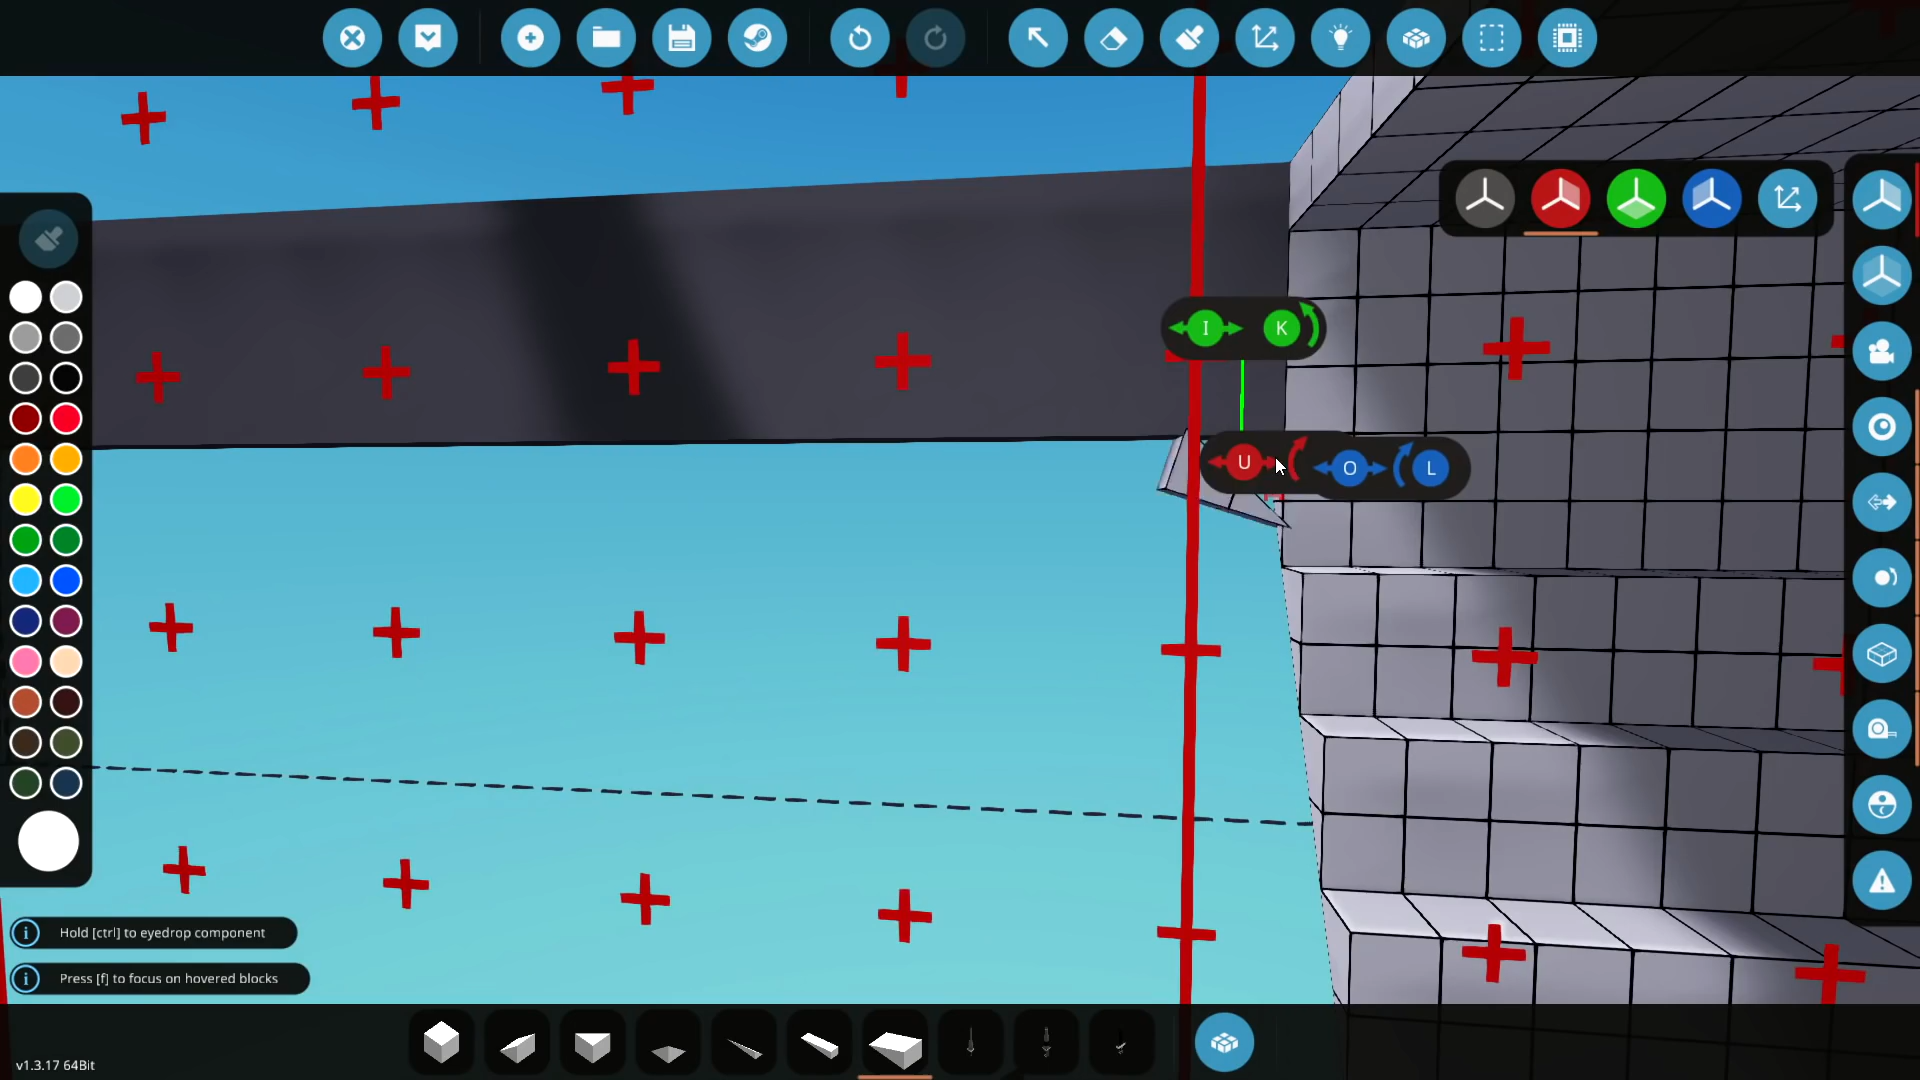 I K
U O L
Hold [ctrl] to eyedrop component
Press [f] to focus on hovered blocks
v1.3.17 64Bit